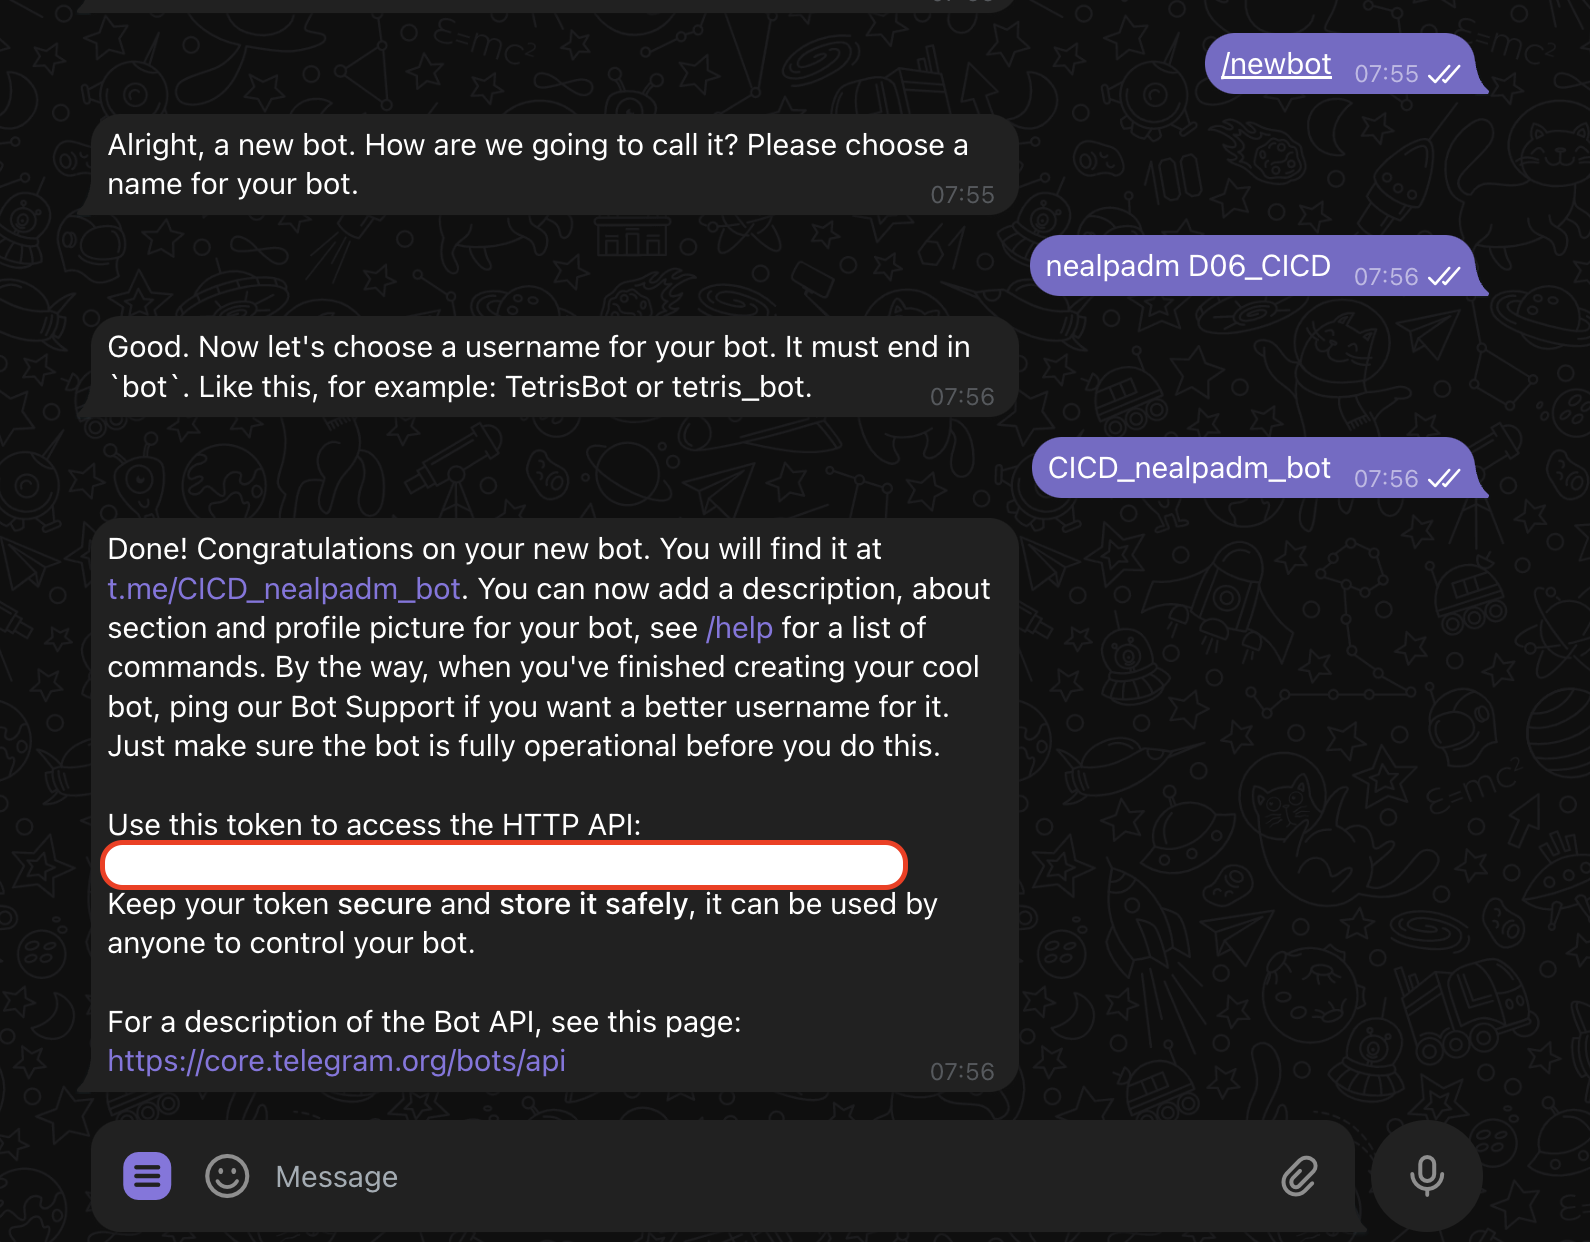 /newbot 07:55
Alright, a new bot. How are we going to call it? Please choose a
name for your bot.
07:55
nealpadm D06_CICD 07:56
Good. Now let's choose a username for your bot. It must end in
`bot`. Like this, for example: TetrisBot or tetris_bot.
07:56
CICD_nealpadm_bot 07:56
Done! Congratulations on your new bot. You will find it at
t.me/CICD_nealpadm_bot. You can now add a description, about
section and profile picture for your bot, see /help for a list of
commands. By the way, when you've finished creating your cool
bot, ping our Bot Support if you want a better username for it.
Just make sure the bot is fully operational before you do this.
Use this token to access the HTTP API:
Keep your token secure and store it safely, it can be used by
anyone to control your bot.
For a description of the Bot API, see this page:
https://core.telegram.org/bots/api
07:56
Message